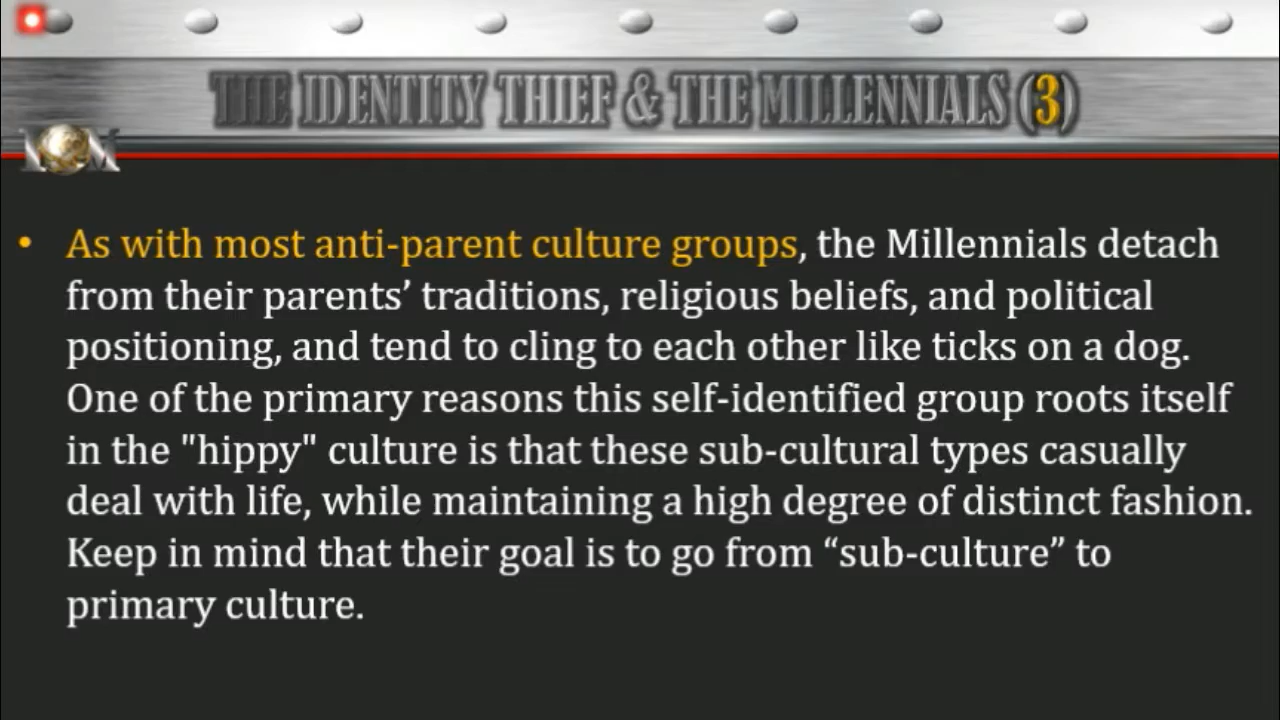 THE IDENTITY THIEF & THE MILLENNIALS (3)
M
• As with most anti-parent culture groups, the Millennials detach
from their parents’ traditions, religious beliefs, and political
positioning, and tend to cling to each other like ticks on a dog.
One of the primary reasons this self-identified group roots itself
in the "hippy" culture is that these sub-cultural types casually
deal with life, while maintaining a high degree of distinct fashion.
Keep in mind that their goal is to go from “sub-culture” to
primary culture.